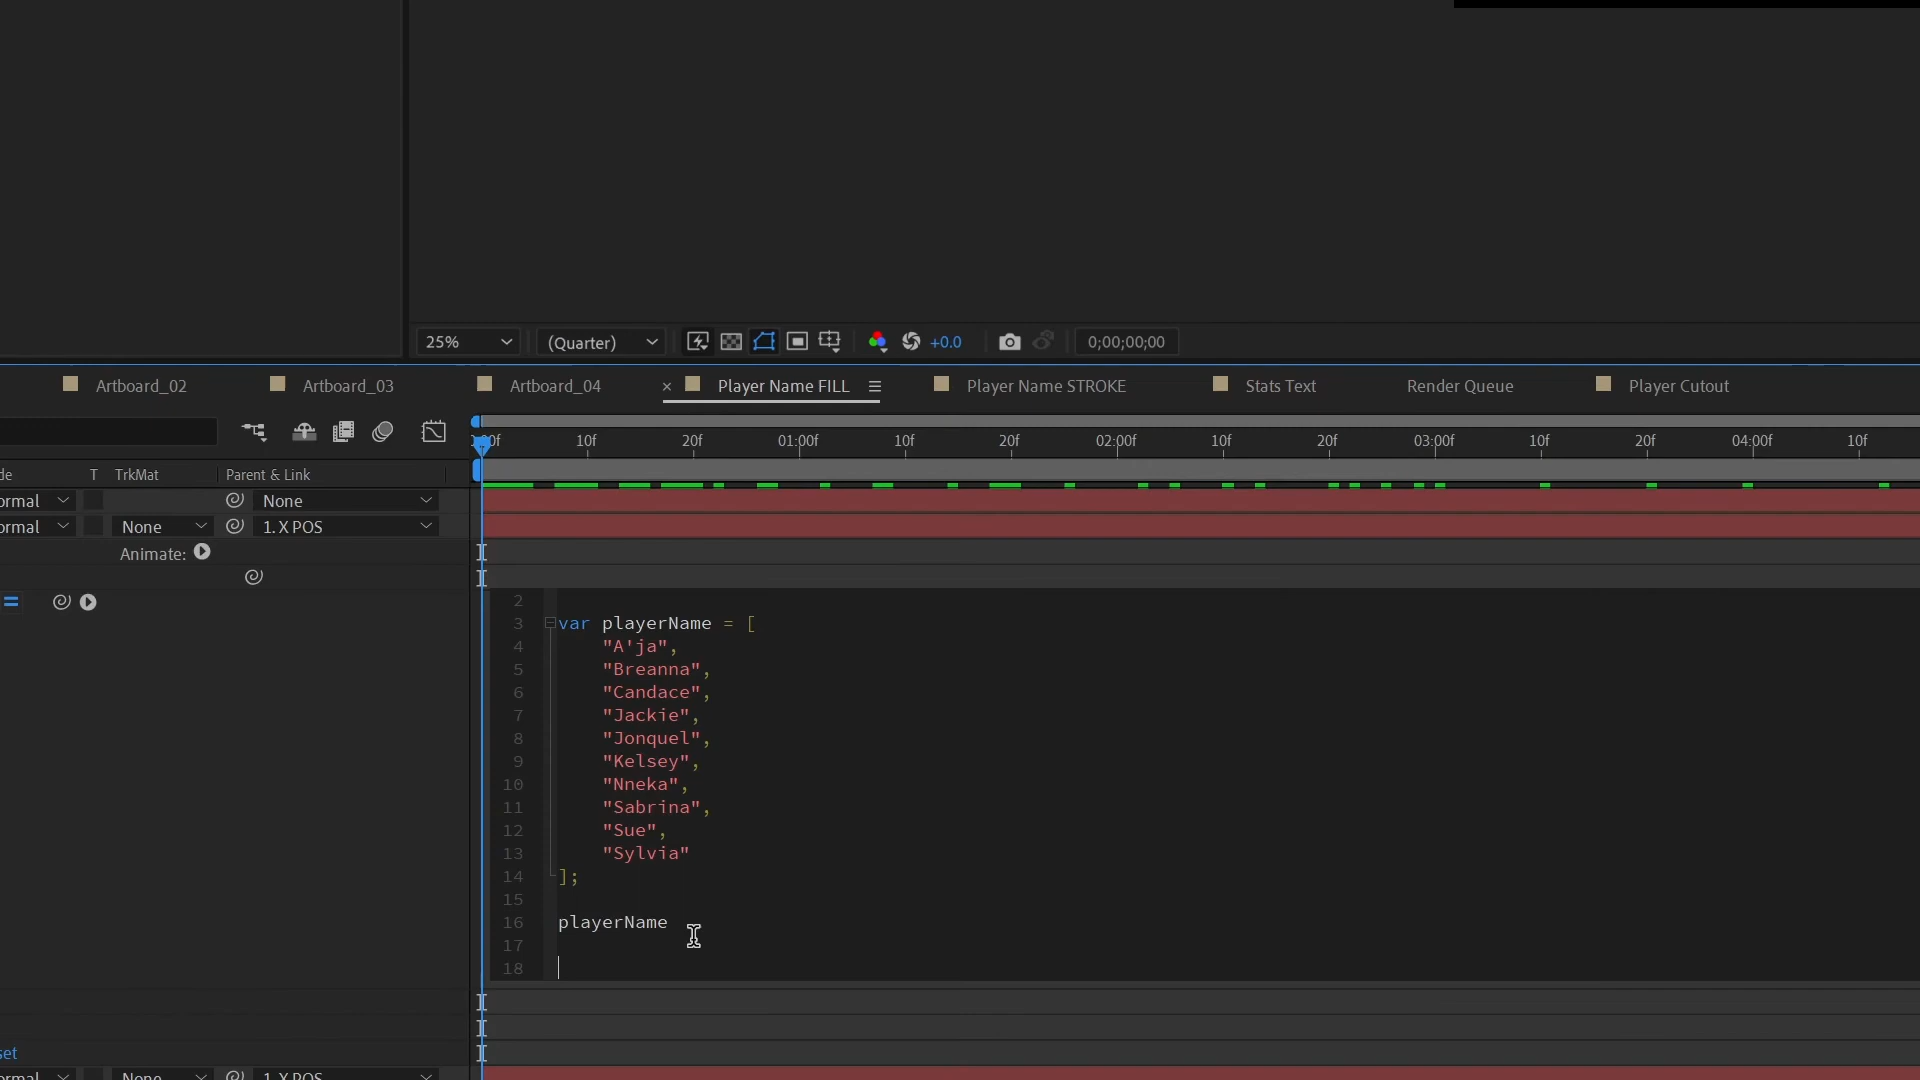 25%
(Quarter)
+0.0
0;00;00;00
Artboard_02
Artboard_03
Artboard_04
× Player Name FILL
Player Name STROKE
Stats Text
Render Queue
Player Cutout
10f
20f
01:00f
10f
20f
02:00f
10f
20f
03:00f
10f
20f
04:00f
10f
de T TrkMat Parent & Link
ormal None
ormal None 1. X POS
Animate:
2
3 var playerName = [
4 "A'ja",
5 "Breanna",
6 "Candace",
7 "Jackie",
8 "Jonquel",
9 "Kelsey",
10 "Nneka",
11 "Sabrina",
12 "Sue",
13 "Sylvia"
14 ];
15
16 playerName
17
18
set
ormal None 1. X POS